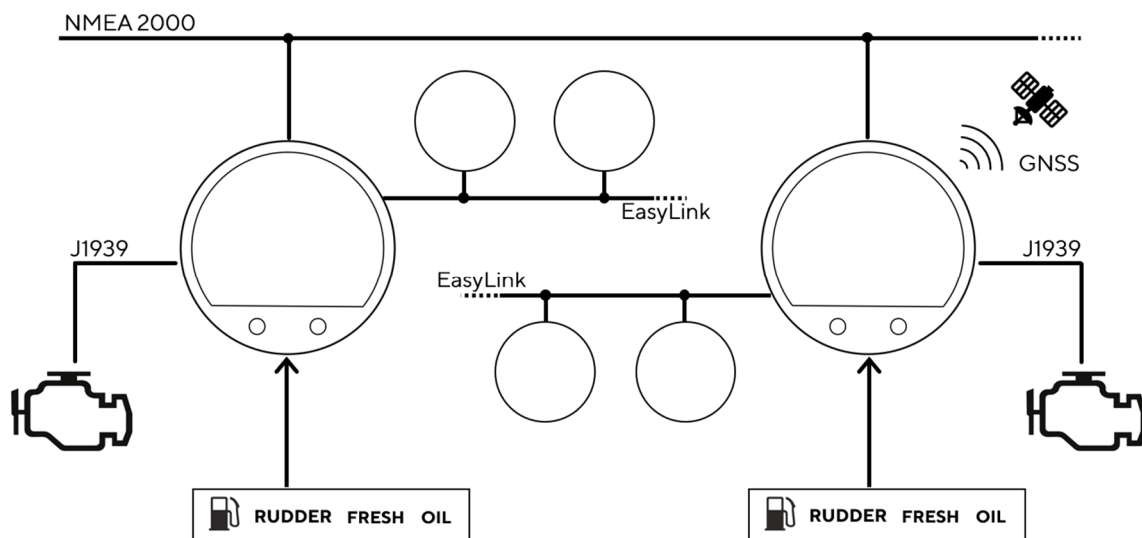 NMEA 2000
GNSS
EasyLink
J1939
J1939
EasyLink
RUDDER FRESH OIL
RUDDER FRESH OIL